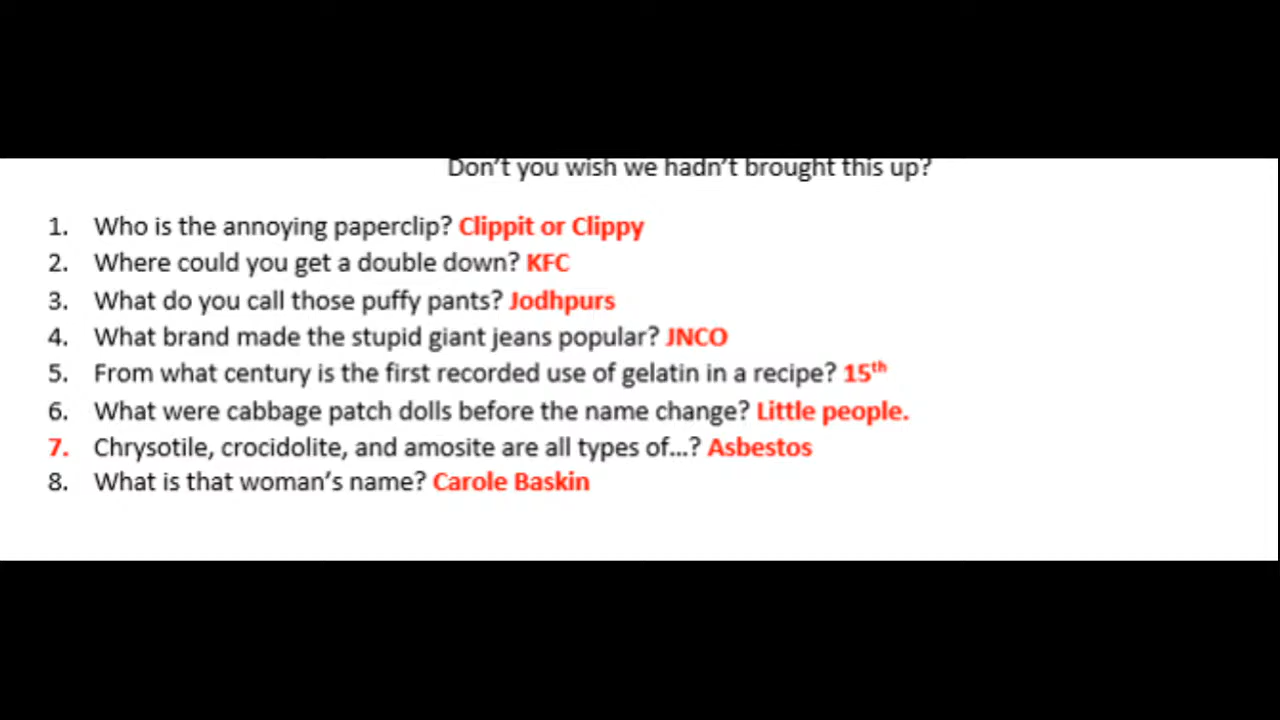 Don't you wish we hadn't brought this up?
1. Who is the annoying paperclip? Clippit or Clippy
2. Where could you get a double down? KFC
3. What do you call those puffy pants? Jodhpurs
4. What brand made the stupid giant jeans popular? JNCO
5. From what century is the first recorded use of gelatin in a recipe? 15th
6. What were cabbage patch dolls before the name change? Little people.
7. Chrysotile, crocidolite, and amosite are all types of...? Asbestos
8. What is that woman's name? Carole Baskin